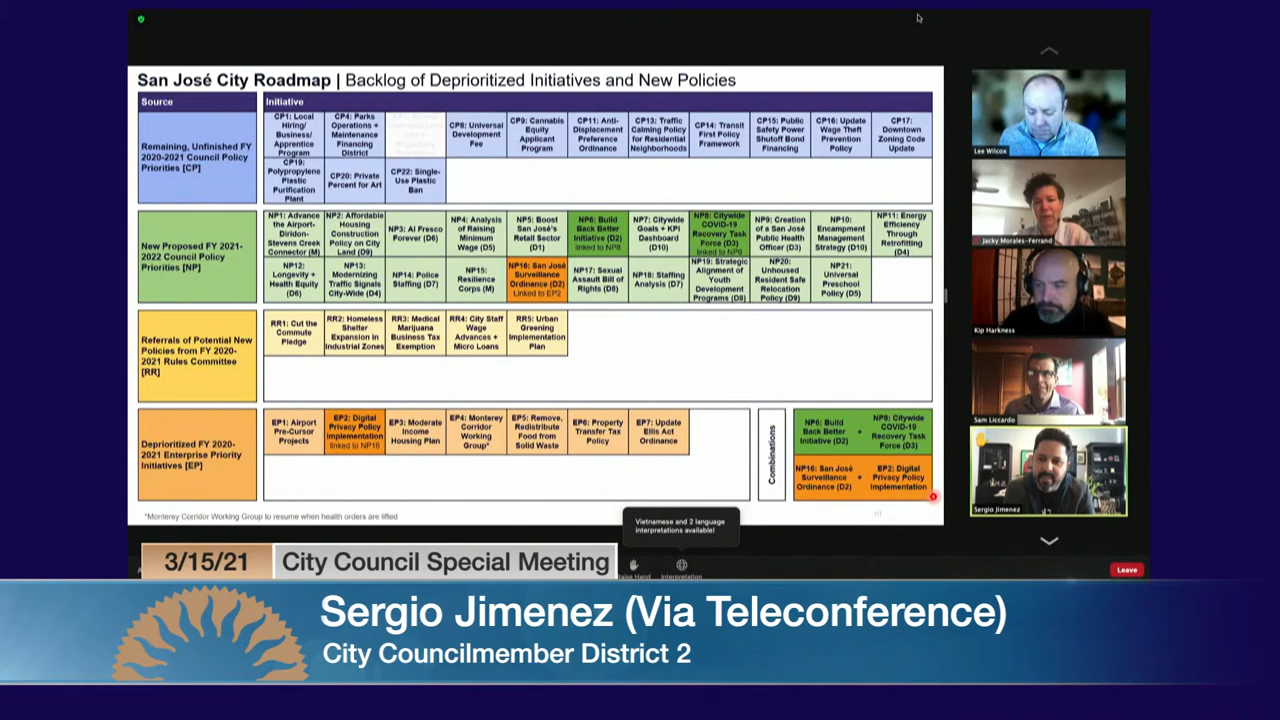 San José City Roadmap | Backlog of Deprioritized Initiatives and New Policies
Source
Initiative
Remaining, Unfinished FY
2020-2021 Council Policy
Priorities [CP]
CP1: Local
Hiring/
Business/
Apprentice
Program
CP4: Parks
Operations +
Maintenance
Financing
District
CP8: Universal
Development
Fee
CP9: Cannabis
Equity
Applicant
Program
CP11: Anti-
Displacement
Preference
Ordinance
CP13: Traffic
Calming Policy
for Residential
Neighborhoods
CP14: Transit
First Policy
Framework
CP15: Public
Safety Power
Shutoff Bond
Financing
CP16: Update
Wage Theft
Prevention
Policy
CP17:
Downtown
Zoning Code
Update
CP19:
Polypropylene
Plastic
Purification
Plant
CP20: Private
Percent for Art
CP22: Single-
Use Plastic
Ban
New Proposed FY 2021-
2022 Council Policy
Priorities [NP]
NP1: Advance
the Airport-
Diridon-
Stevens Creek
Connector (M)
NP2: Affordable
Housing
Construction
Policy on City
Land (D9)
NP3: Al Fresco
Forever (D6)
NP4: Analysis
of Raising
Minimum
Wage (D5)
NP5: Boost
San José's
Retail Sector
(D1)
NP6: Build
Back Better
Initiative (D2)
linked to NP8
NP7: Citywide
Goals + KPI
Dashboard
(D10)
NP8: Citywide
COVID-19
Recovery Task
Force (D3)
linked to NP6
NP9: Creation
of a San José
Public Health
Officer (D3)
NP10:
Encampment
Management
Strategy (D10)
NP11: Energy
Efficiency
Through
Retrofitting
(D4)
NP12:
Longevity +
Health Equity
(D6)
NP13:
Modernizing
Traffic Signals
City-Wide (D4)
NP14: Police
Staffing (D7)
NP15:
Resilience
Corps (M)
NP16: San José
Surveillance
Ordinance (D2)
Linked to EP2
NP17: Sexual
Assault Bill of
Rights (D8)
NP18: Staffing
Analysis (D7)
NP19: Strategic
Alignment of
Youth
Development
Programs (D8)
NP20:
Unhoused
Resident Safe
Relocation
Policy (D9)
NP21:
Universal
Preschool
Policy (D5)
Referrals of Potential New
Policies from FY 2020-
2021 Rules Committee
[RR]
RR1: Cut the
Commute
Pledge
RR2: Homeless
Shelter
Expansion in
Industrial Zones
RR3: Medical
Marijuana
Business Tax
Exemption
RR4: City Staff
Wage
Advances +
Micro Loans
RR5: Urban
Greening
Implementation
Plan
Deprioritized FY 2020-
2021 Enterprise Priority
Initiatives [EP]
EP1: Airport
Pre-Cursor
Projects
EP2: Digital
Privacy Policy
Implementation
linked to NP16
EP3: Moderate
Income
Housing Plan
EP4: Monterey
Corridor
Working
Group*
EP5: Remove,
Redistribute
Food from
Solid Waste
EP6: Property
Transfer Tax
Policy
EP7: Update
Ellis Act
Ordinance
Combinations
NP6: Build
Back Better
Initiative (D2)
+
NP8: Citywide
COVID-19
Recovery Task
Force (D3)
NP16: San José
Surveillance
Ordinance (D2)
+
EP2: Digital
Privacy Policy
Implementation
*Monterey Corridor Working Group to resume when health orders are lifted
10
Lee Wilcox
Jacky Morales-Ferrand
Kip Harkness
Sam Liccardo
Sergio Jimenez
Vietnamese and 2 language
interpretations available!
Raise Hand
Interpretation
Leave
3/15/21
City Council Special Meeting
Sergio Jimenez (Via Teleconference)
City Councilmember District 2